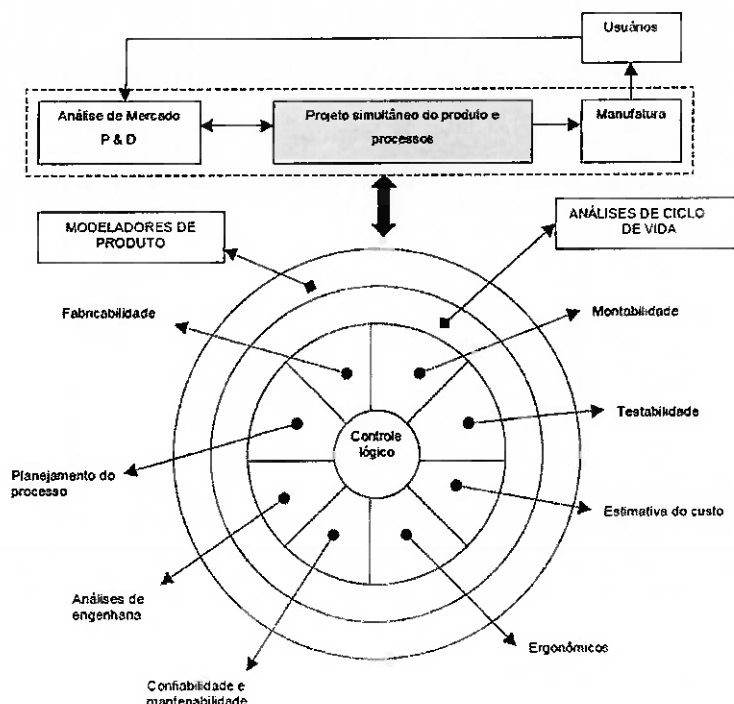 Usuários
Análise de Mercado
P & D
Projeto simultâneo do produto e
processos
Manufatura
MODELADORES DE
PRODUTO
ANÁLISES DE CICLO
DE VIDA
Fabricabilidade
Montabilidade
Testabilidade
Controle
lógico
Planejamento do
processo
Estimativa do custo
Análises de
engenharia
Ergonômicos
Confiabilidade e
mantenabilidade